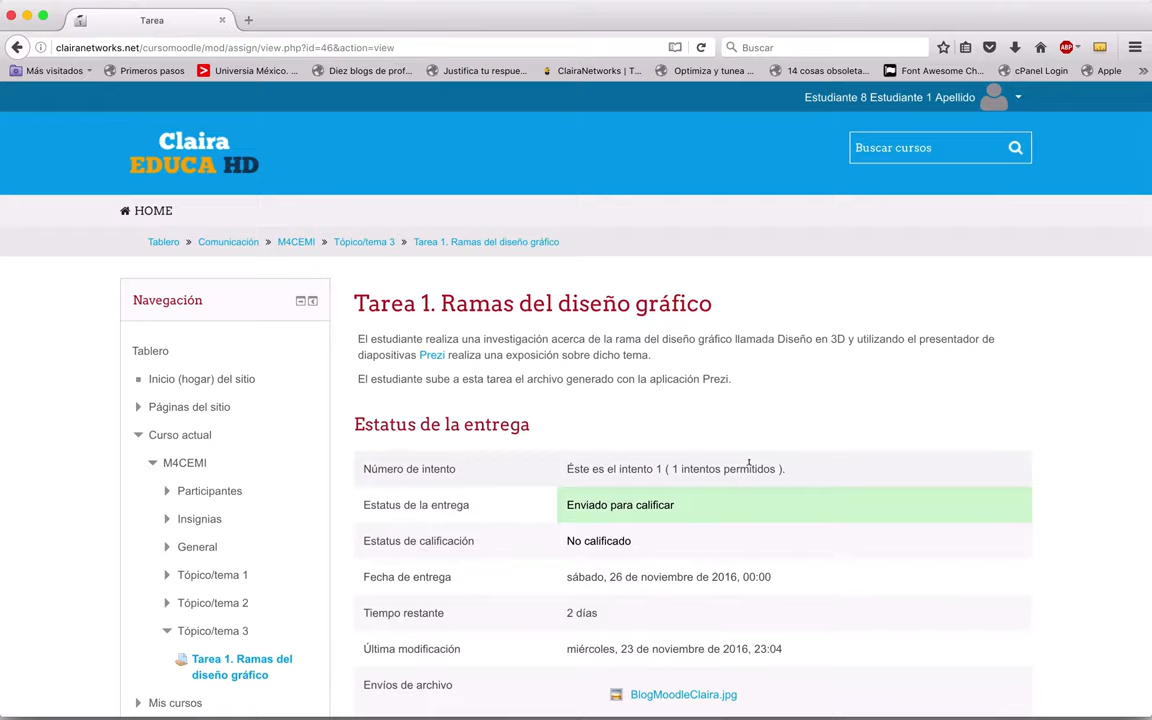 Tarea
clairanetworks.net/cursomoodle/mod/assign/view.php?id=46&action=view
Buscar
ABP
Más visitados
Primeros pasos
Universia México. ...
Diez blogs de prof...
Justifica tu respue...
ClairaNetworks | T...
Optimiza y tunea ...
14 cosas obsoleta...
Font Awesome Ch...
cPanel Login
Apple
Estudiante 8 Estudiante 1 Apellido
Claira
EDUCA HD
Buscar cursos
HOME
Tablero » Comunicación » M4CEMI » Tópico/tema 3 » Tarea 1. Ramas del diseño gráfico
Navegación
Tablero
Inicio (hogar) del sitio
Páginas del sitio
Curso actual
M4CEMI
Participantes
Insignias
General
Tópico/tema 1
Tópico/tema 2
Tópico/tema 3
Tarea 1. Ramas del
diseño gráfico
Mis cursos
Tarea 1. Ramas del diseño gráfico
El estudiante realiza una investigación acerca de la rama del diseño gráfico llamada Diseño en 3D y utilizando el presentador de
diapositivas Prezi realiza una exposición sobre dicho tema.
El estudiante sube a esta tarea el archivo generado con la aplicación Prezi.
Estatus de la entrega
Número de intento Éste es el intento 1 ( 1 intentos permitidos ).
Estatus de la entrega Enviado para calificar
Estatus de calificación No calificado
Fecha de entrega sábado, 26 de noviembre de 2016, 00:00
Tiempo restante 2 días
Última modificación miércoles, 23 de noviembre de 2016, 23:04
Envíos de archivo BlogMoodleClaira.jpg